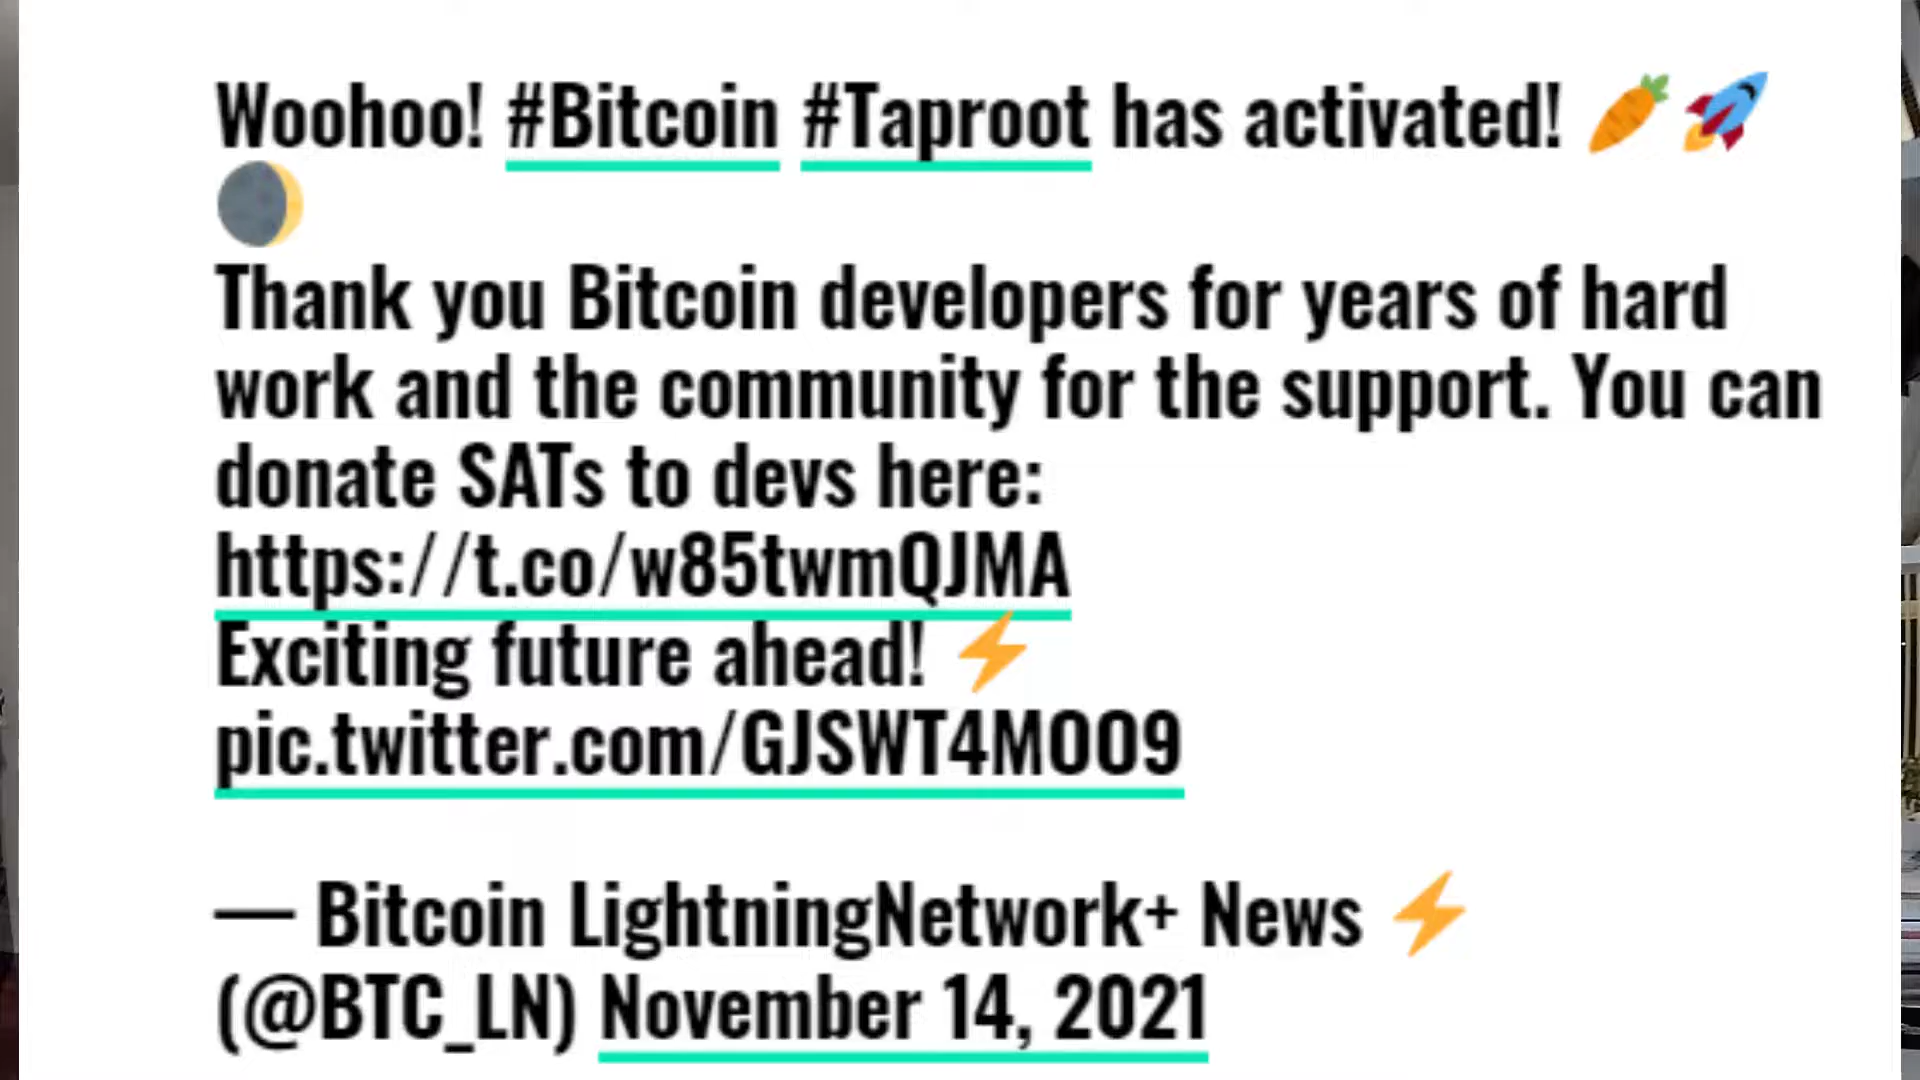 Woohoo! #Bitcoin #Taproot has activated! 🥕🚀
🌒
Thank you Bitcoin developers for years of hard
work and the community for the support. You can
donate SATs to devs here:
https://t.co/w85twmQJMA
Exciting future ahead! ⚡
pic.twitter.com/GJSWT4MOO9
— Bitcoin LightningNetwork+ News ⚡
(@BTC_LN) November 14, 2021